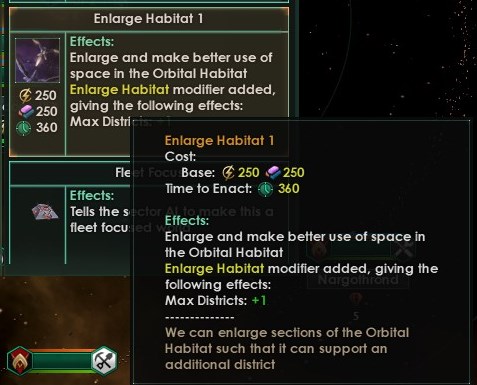 Enlarge Habitat 1
Effects:
Enlarge and make better use of
space in the Orbital Habitat
Enlarge Habitat modifier added,
giving the following effects:
Max Districts: +1
250
250
360
Enlarge Habitat 1
Cost:
Base: 250 250
Time to Enact: 360
Effects:
Enlarge and make better use of space in
the Orbital Habitat
Enlarge Habitat modifier added, giving the
following effects:
Max Districts: +1
--------------
We can enlarge sections of the Orbital
Habitat such that it can support an
additional district
Fleet Focus
Effects:
Tells the sector AI to make this a
fleet focused world
Nargothrond
5